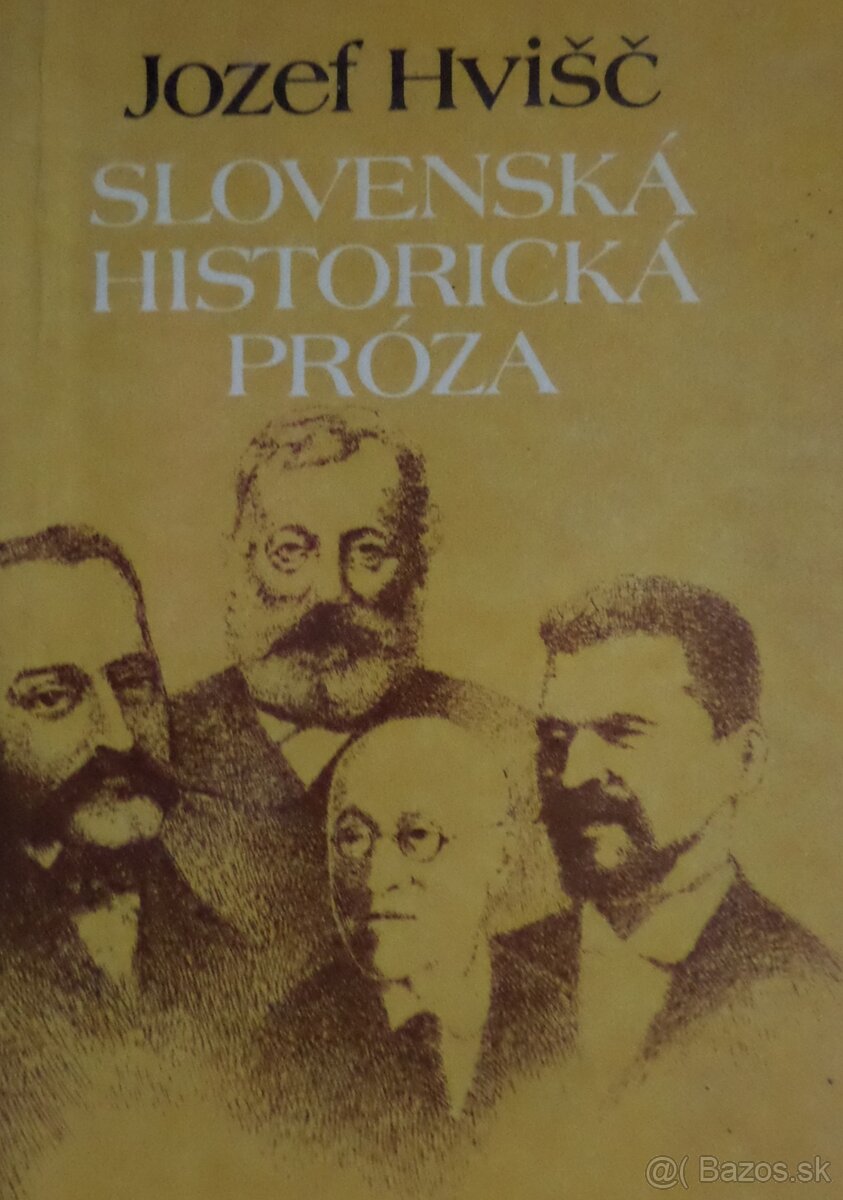 Jozef Hvišč
SLOVENSKÁ
HISTORICKÁ
PRÓZA
@( Bazos.sk